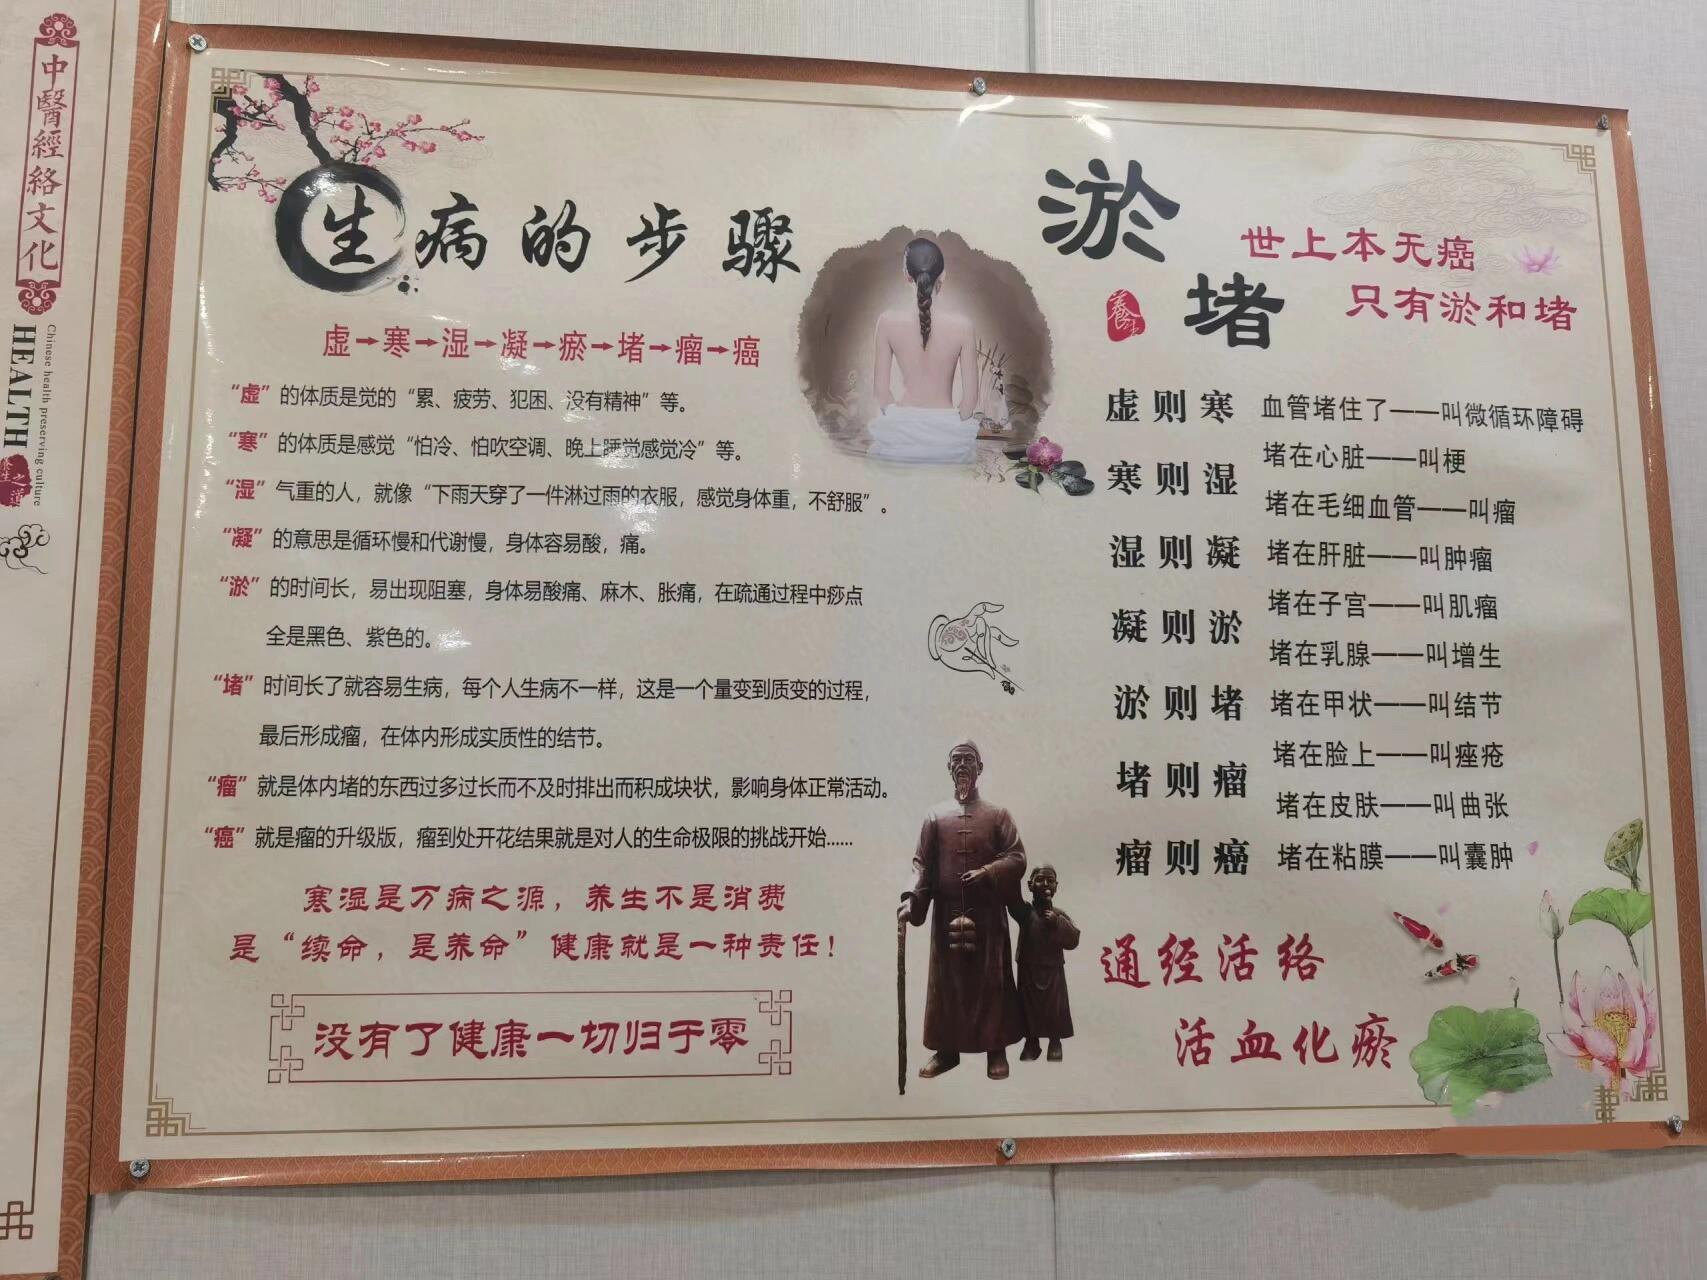 中醫經絡文化
Chinese health preserving culture
HEALTH
養生之道
生病的步骤
虚→寒→湿→凝→瘀→堵→瘤→癌
“虚”的体质是觉的“累、疲劳、犯困、没有精神”等。
“寒”的体质是感觉“怕冷、怕吹空调、晚上睡觉感觉冷”等。
“湿”气重的人，就像“下雨天穿了一件淋过雨的衣服，感觉身体重，不舒服”。
“凝”的意思是循环慢和代谢慢，身体容易酸，痛。
“淤”的时间长，易出现阻塞，身体易酸痛、麻木、胀痛，在疏通过程中痧点
全是黑色、紫色的。
“堵”时间长了就容易生病，每个人生病不一样，这是一个量变到质变的过程，
最后形成瘤，在体内形成实质性的结节。
“瘤”就是体内堵的东西过多过长而不及时排出而积成块状，影响身体正常活动。
“癌”就是瘤的升级版，瘤到处开花结果就是对人的生命极限的挑战开始......
寒湿是万病之源，养生不是消费
是“续命，是养命”健康就是一种责任！
没有了健康一切归于零
淤堵
養生
世上本无癌
只有淤和堵
虚则寒
寒则湿
湿则凝
凝则淤
淤则堵
堵则瘤
瘤则癌
血管堵住了——叫微循环障碍
堵在心脏——叫梗
堵在毛细血管——叫瘤
堵在肝脏——叫肿瘤
堵在子宫——叫肌瘤
堵在乳腺——叫增生
堵在甲状——叫结节
堵在脸上——叫痤疮
堵在皮肤——叫曲张
堵在粘膜——叫囊肿
通经活络
活血化瘀